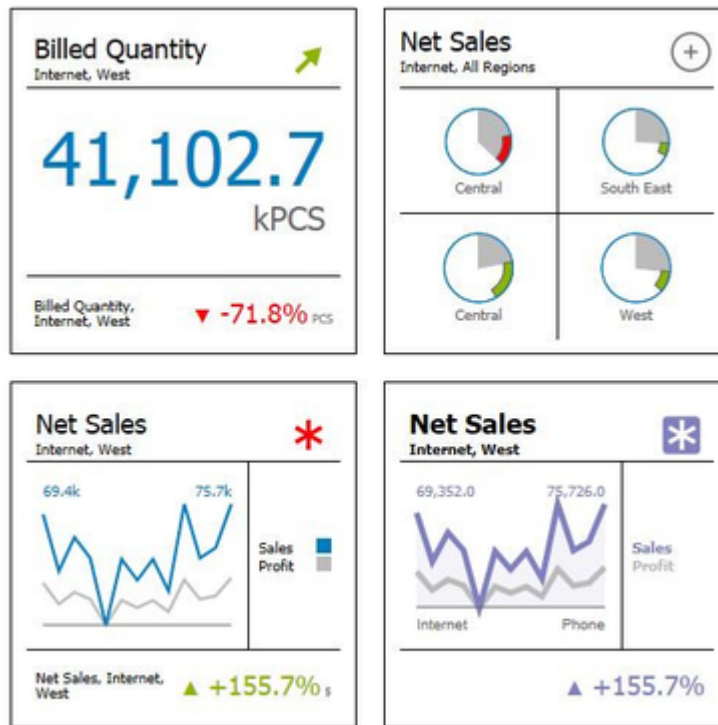 Billed Quantity
Internet, West
41,102.7
kPCS
Billed Quantity,
Internet, West
▼ -71.8% PCS
Net Sales
Internet, All Regions
Central
South East
Central
West
Net Sales
Internet, West
69.4k 75.7k
Sales
Profit
Net Sales, Internet,
West
▲ +155.7% $
Net Sales
Internet, West
69,352.0 75,726.0
Sales
Profit
Internet Phone
▲ +155.7%